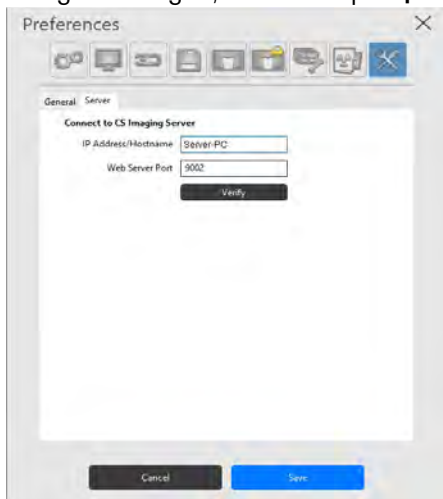 Preferences
General Server
Connect to CS Imaging Server
IP Address/Hostname Server-PC
Web Server Port 9002
Verify
Cancel Save